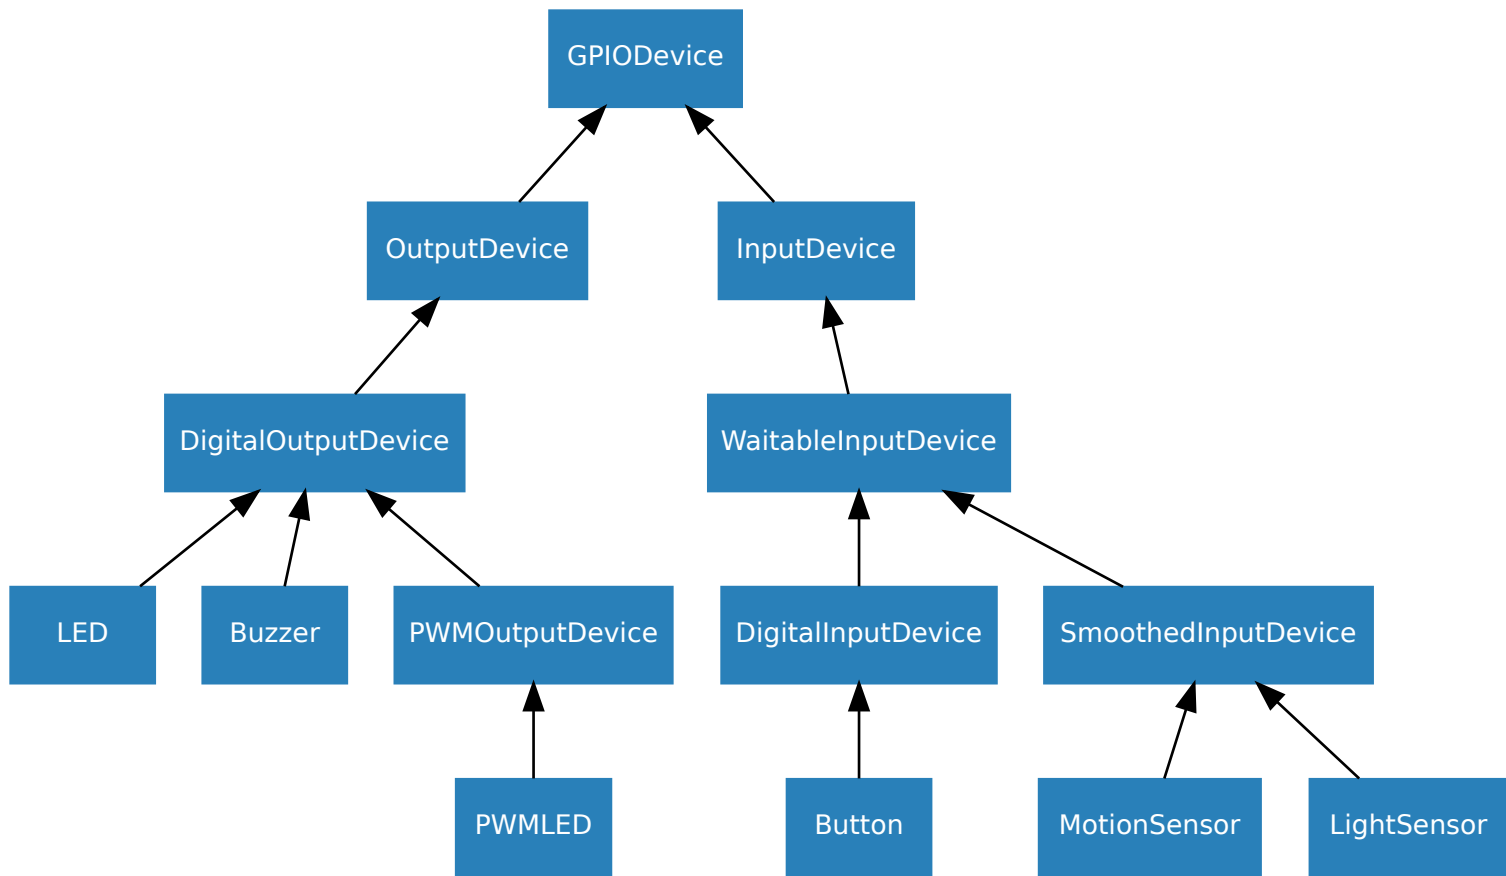 GPIODevice
OutputDevice
InputDevice
DigitalOutputDevice
WaitableInputDevice
LED
Buzzer
PWMOutputDevice
DigitalInputDevice
SmoothedInputDevice
PWMLED
Button
MotionSensor
LightSensor